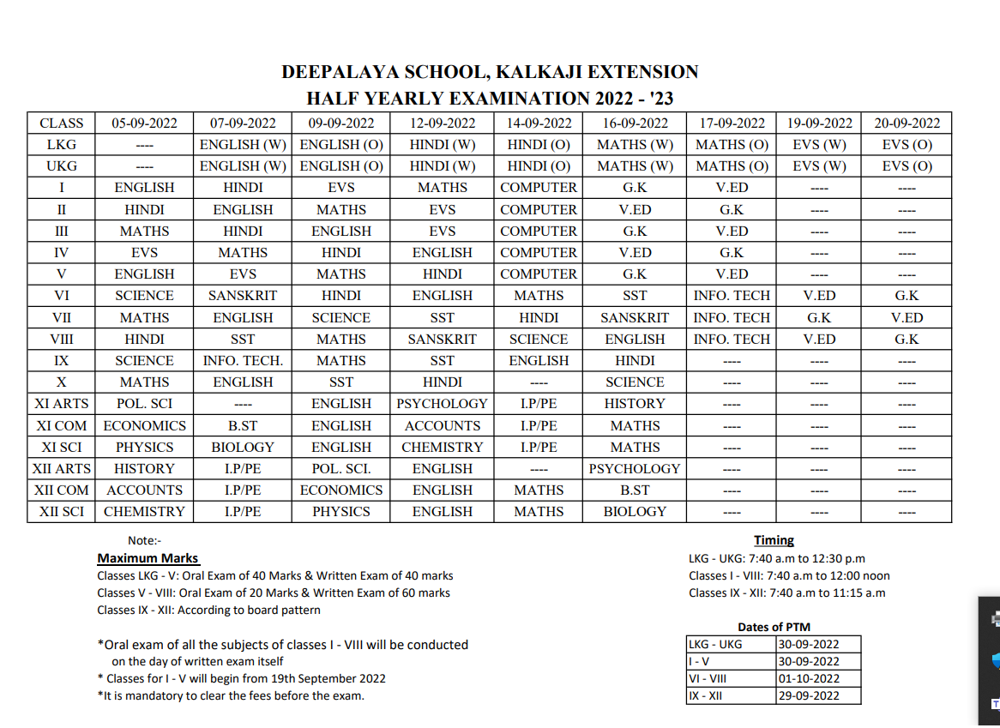 DEEPALAYA SCHOOL, KALKAJI EXTENSION
HALF YEARLY EXAMINATION 2022 - '23
CLASS 05-09-2022 07-09-2022 09-09-2022 12-09-2022 14-09-2022 16-09-2022 17-09-2022 19-09-2022 20-09-2022
LKG ---- ENGLISH (W) ENGLISH (O) HINDI (W) HINDI (O) MATHS (W) MATHS (O) EVS (W) EVS (O)
UKG ---- ENGLISH (W) ENGLISH (O) HINDI (W) HINDI (O) MATHS (W) MATHS (O) EVS (W) EVS (O)
I ENGLISH HINDI EVS MATHS COMPUTER G.K V.ED ---- ----
II HINDI ENGLISH MATHS EVS COMPUTER V.ED G.K ---- ----
III MATHS HINDI ENGLISH EVS COMPUTER G.K V.ED ---- ----
IV EVS MATHS HINDI ENGLISH COMPUTER V.ED G.K ---- ----
V ENGLISH EVS MATHS HINDI COMPUTER G.K V.ED ---- ----
VI SCIENCE SANSKRIT HINDI ENGLISH MATHS SST INFO. TECH V.ED G.K
VII MATHS ENGLISH SCIENCE SST HINDI SANSKRIT INFO. TECH G.K V.ED
VIII HINDI SST MATHS SANSKRIT SCIENCE ENGLISH INFO. TECH V.ED G.K
IX SCIENCE INFO. TECH. MATHS SST ENGLISH HINDI ---- ---- ----
X MATHS ENGLISH SST HINDI ---- SCIENCE ---- ---- ----
XI ARTS POL. SCI ---- ENGLISH PSYCHOLOGY I.P/PE HISTORY ---- ---- ----
XI COM ECONOMICS B.ST ENGLISH ACCOUNTS I.P/PE MATHS ---- ---- ----
XI SCI PHYSICS BIOLOGY ENGLISH CHEMISTRY I.P/PE MATHS ---- ---- ----
XII ARTS HISTORY I.P/PE POL. SCI. ENGLISH ---- PSYCHOLOGY ---- ---- ----
XII COM ACCOUNTS I.P/PE ECONOMICS ENGLISH MATHS B.ST ---- ---- ----
XII SCI CHEMISTRY I.P/PE PHYSICS ENGLISH MATHS BIOLOGY ---- ---- ----
Note:-
Maximum Marks
Classes LKG - V: Oral Exam of 40 Marks & Written Exam of 40 marks
Classes V - VIII: Oral Exam of 20 Marks & Written Exam of 60 marks
Classes IX - XII: According to board pattern
*Oral exam of all the subjects of classes I - VIII will be conducted
on the day of written exam itself
* Classes for I - V will begin from 19th September 2022
*It is mandatory to clear the fees before the exam.
Timing
LKG - UKG: 7:40 a.m to 12:30 p.m
Classes I - VIII: 7:40 a.m to 12:00 noon
Classes IX - XII: 7:40 a.m to 11:15 a.m
Dates of PTM
LKG - UKG 30-09-2022
I - V 30-09-2022
VI - VIII 01-10-2022
IX - XII 29-09-2022
T